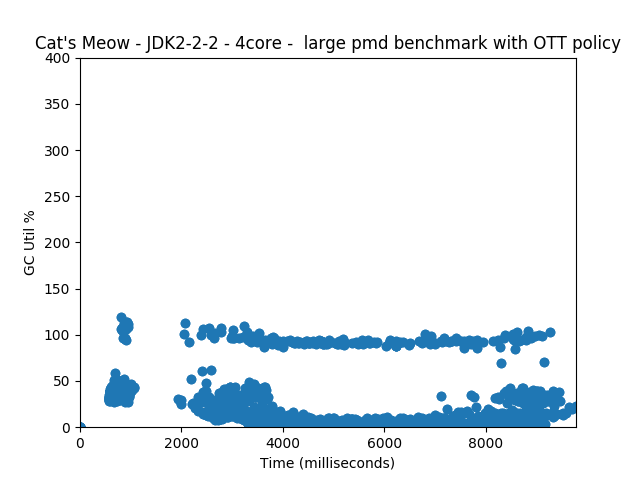 Cat's Meow - JDK2-2-2 - 4core -  large pmd benchmark with OTT policy
400
350
300
250
200
150
100
50
0
GC Util %
0 2000 4000 6000 8000
Time (milliseconds)